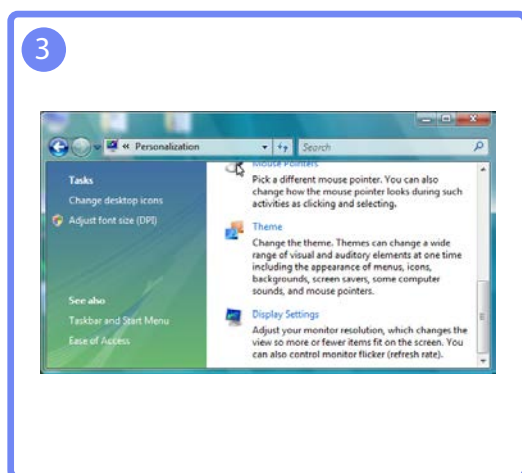 3
« Personalization
Search
Tasks
Change desktop icons
Adjust font size (DPI)
See also
Taskbar and Start Menu
Ease of Access
Mouse Pointers
Pick a different mouse pointer. You can also
change how the mouse pointer looks during such
activities as clicking and selecting.
Theme
Change the theme. Themes can change a wide
range of visual and auditory elements at one time
including the appearance of menus, icons,
backgrounds, screen savers, some computer
sounds, and mouse pointers.
Display Settings
Adjust your monitor resolution, which changes the
view so more or fewer items fit on the screen. You
can also control monitor flicker (refresh rate).